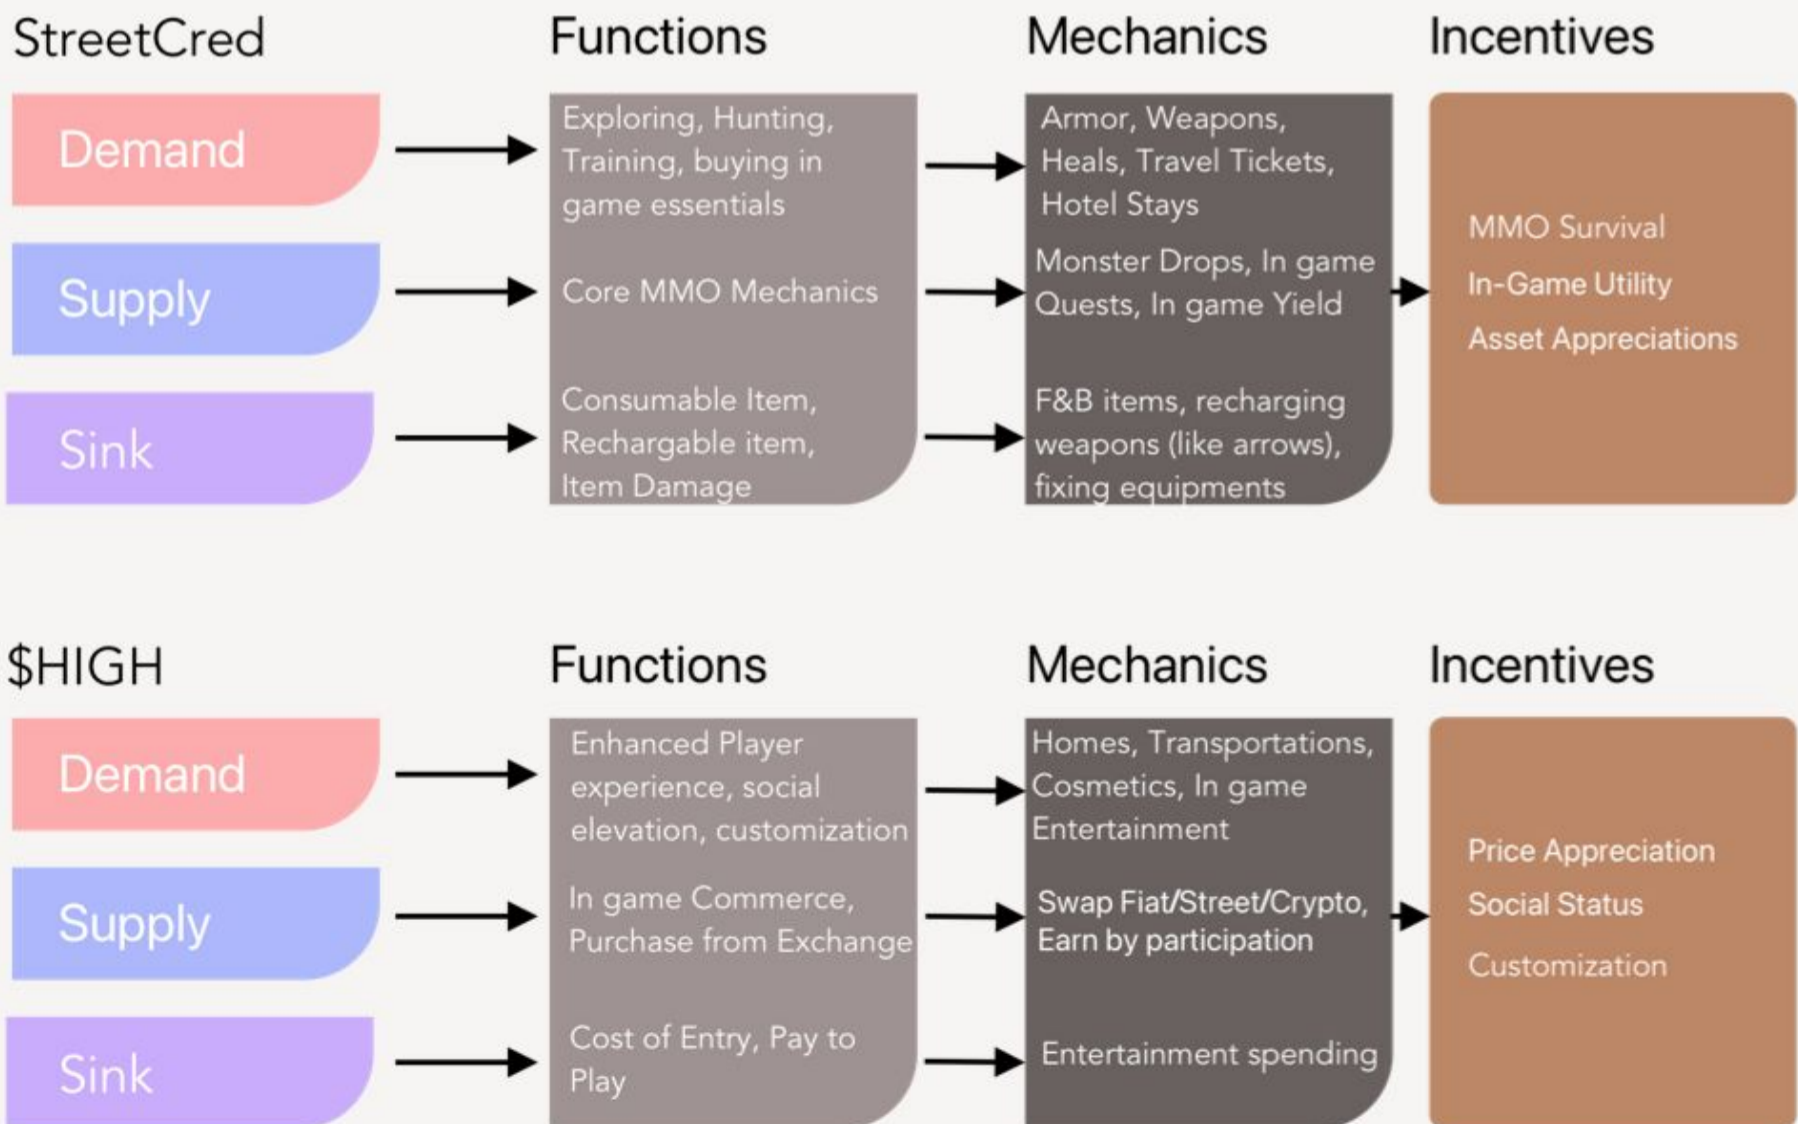 StreetCred
Functions
Mechanics
Incentives
Demand
Exploring, Hunting,
Training, buying in
game essentials
Armor, Weapons,
Heals, Travel Tickets,
Hotel Stays
Supply
Core MMO Mechanics
Monster Drops, In game
Quests, In game Yield
Sink
Consumable Item,
Rechargable item,
Item Damage
F&B items, recharging
weapons (like arrows),
fixing equipments
MMO Survival
In-Game Utility
Asset Appreciations
$HIGH
Functions
Mechanics
Incentives
Demand
Enhanced Player
experience, social
elevation, customization
Homes, Transportations,
Cosmetics, In game
Entertainment
Supply
In game Commerce,
Purchase from Exchange
Swap Fiat/Street/Crypto,
Earn by participation
Sink
Cost of Entry, Pay to
Play
Entertainment spending
Price Appreciation
Social Status
Customization